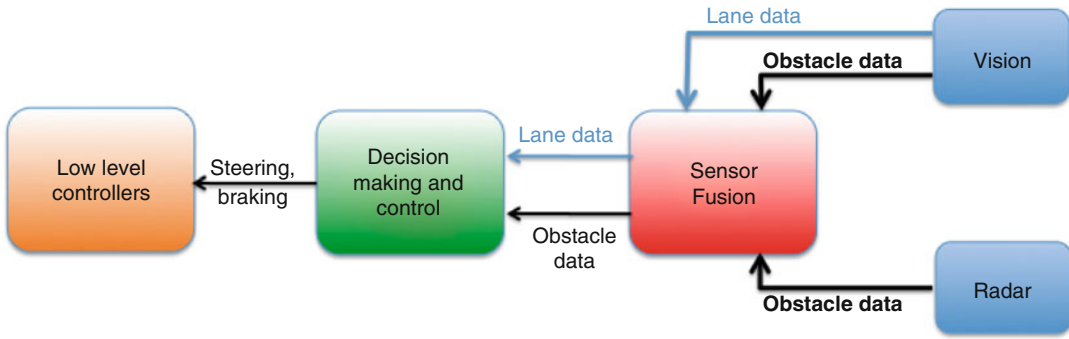 Lane data
Obstacle data
Vision
Low level
controllers
Steering,
braking
Decision
making and
control
Lane data
Obstacle
data
Sensor
Fusion
Obstacle data
Radar